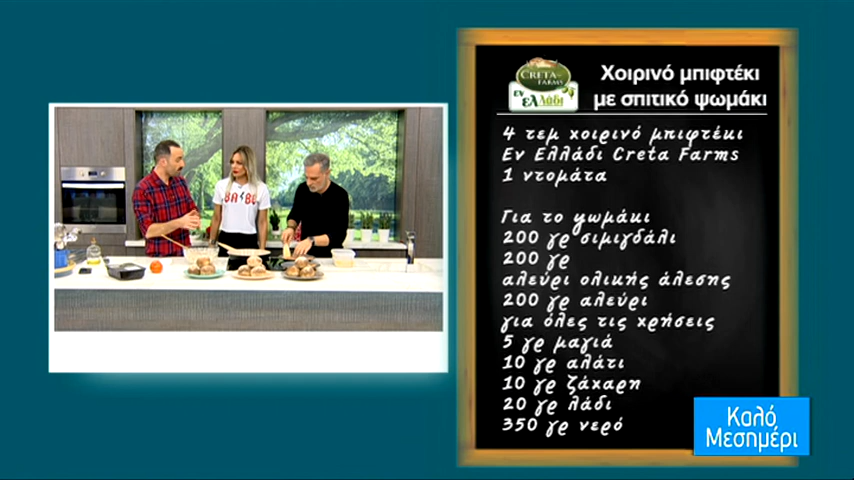 CRETA
FARMS
εν
ελλάδι
Χοιρινό μπιφτέκι
με σπιτικό ψωμάκι
4 τεμ χοιρινό μπιφτέκι
Εν Ελλάδι Creta Farms
1 ντομάτα
Για το ψωμάκι
200 γρ σιμιγδάλι
200 γρ
αλεύρι ολικής άλεσης
200 γρ αλεύρι
για όλες τις χρήσεις
5 γρ μαγιά
10 γρ αλάτι
10 γρ ζάχαρη
20 γρ λάδι
350 γρ νερό
Καλό
Μεσημέρι